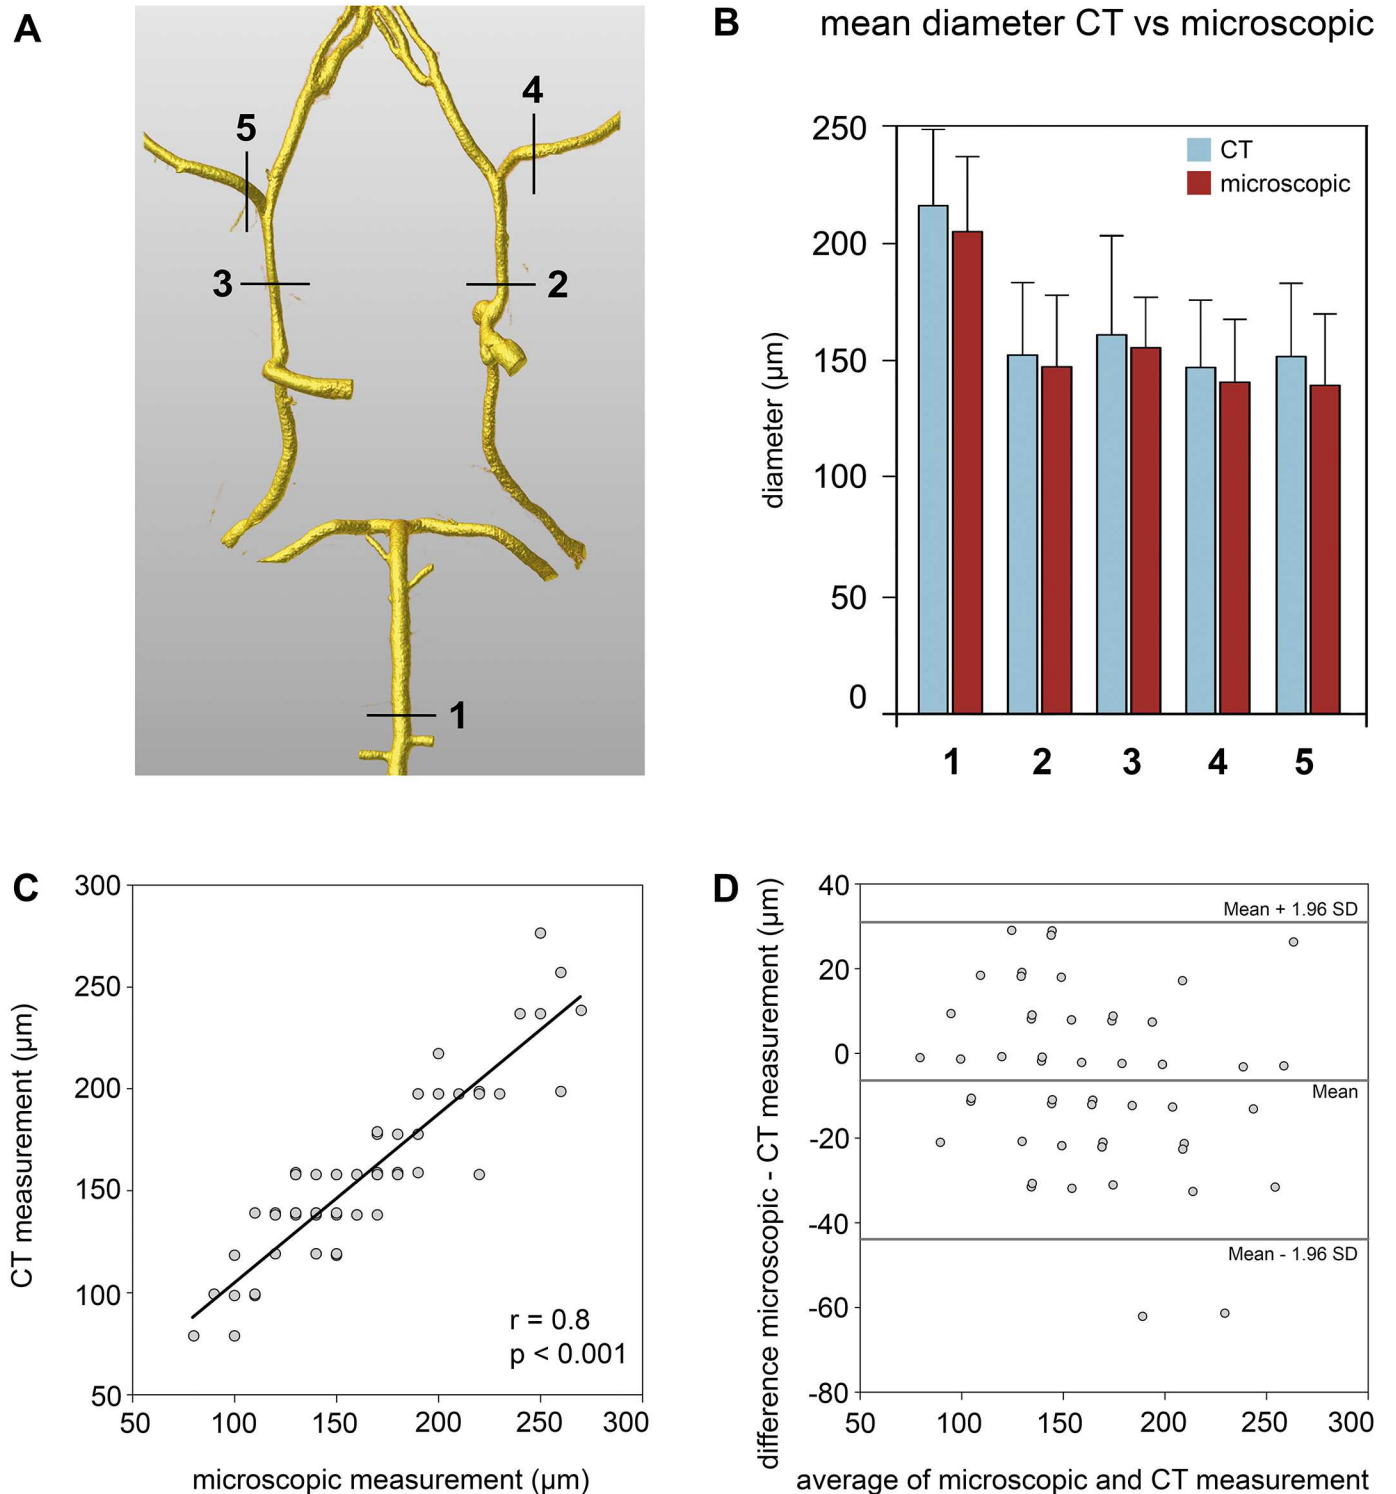 A
5
4
3
2
1
B
mean diameter CT vs microscopic
CT
microscopic
diameter (µm)
250
200
150
100
50
0
1 2 3 4 5
C
CT measurement (µm)
300
250
200
150
100
50
r = 0.8
p < 0.001
50 100 150 200 250 300
microscopic measurement (µm)
D
difference microscopic - CT measurement (µm)
40
20
0
-20
-40
-60
-80
Mean + 1.96 SD
Mean
Mean - 1.96 SD
50 100 150 200 250 300
average of microscopic and CT measurement